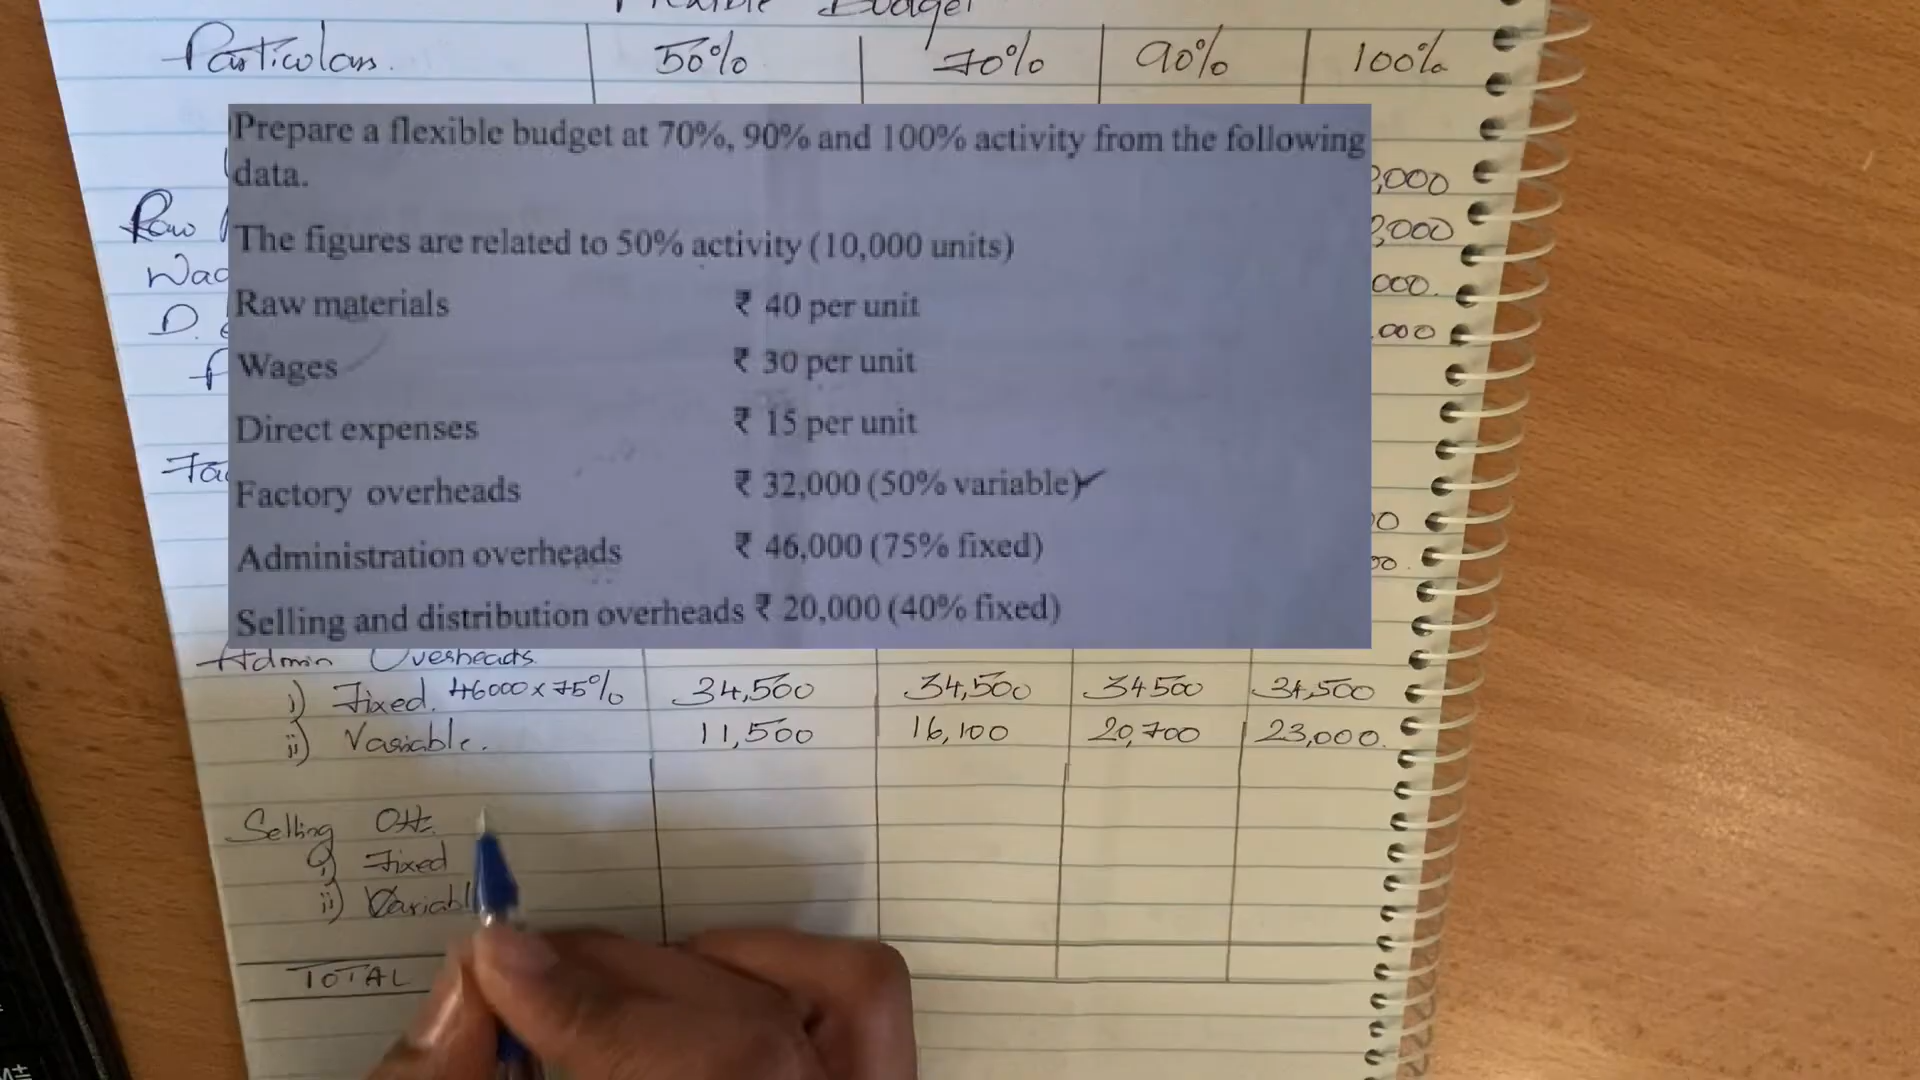 Flexible Budget
Particulars. 50% 70% 90% 100%
Prepare a flexible budget at 70%, 90% and 100% activity from the following
data.
The figures are related to 50% activity (10,000 units)
Raw materials ₹ 40 per unit
Wages ₹ 30 per unit
Direct expenses ₹ 15 per unit
Factory overheads ₹ 32,000 (50% variable)
Administration overheads ₹ 46,000 (75% fixed)
Selling and distribution overheads ₹ 20,000 (40% fixed)
Raw
D.
Admin Overheads
i) Fixed. 46000x75% 34,500 34,500 34500 34,500
ii) Variable. 11,500 16,100 20,700 23,000.
Selling OH.
i) Fixed
ii) Variabl
TOTAL